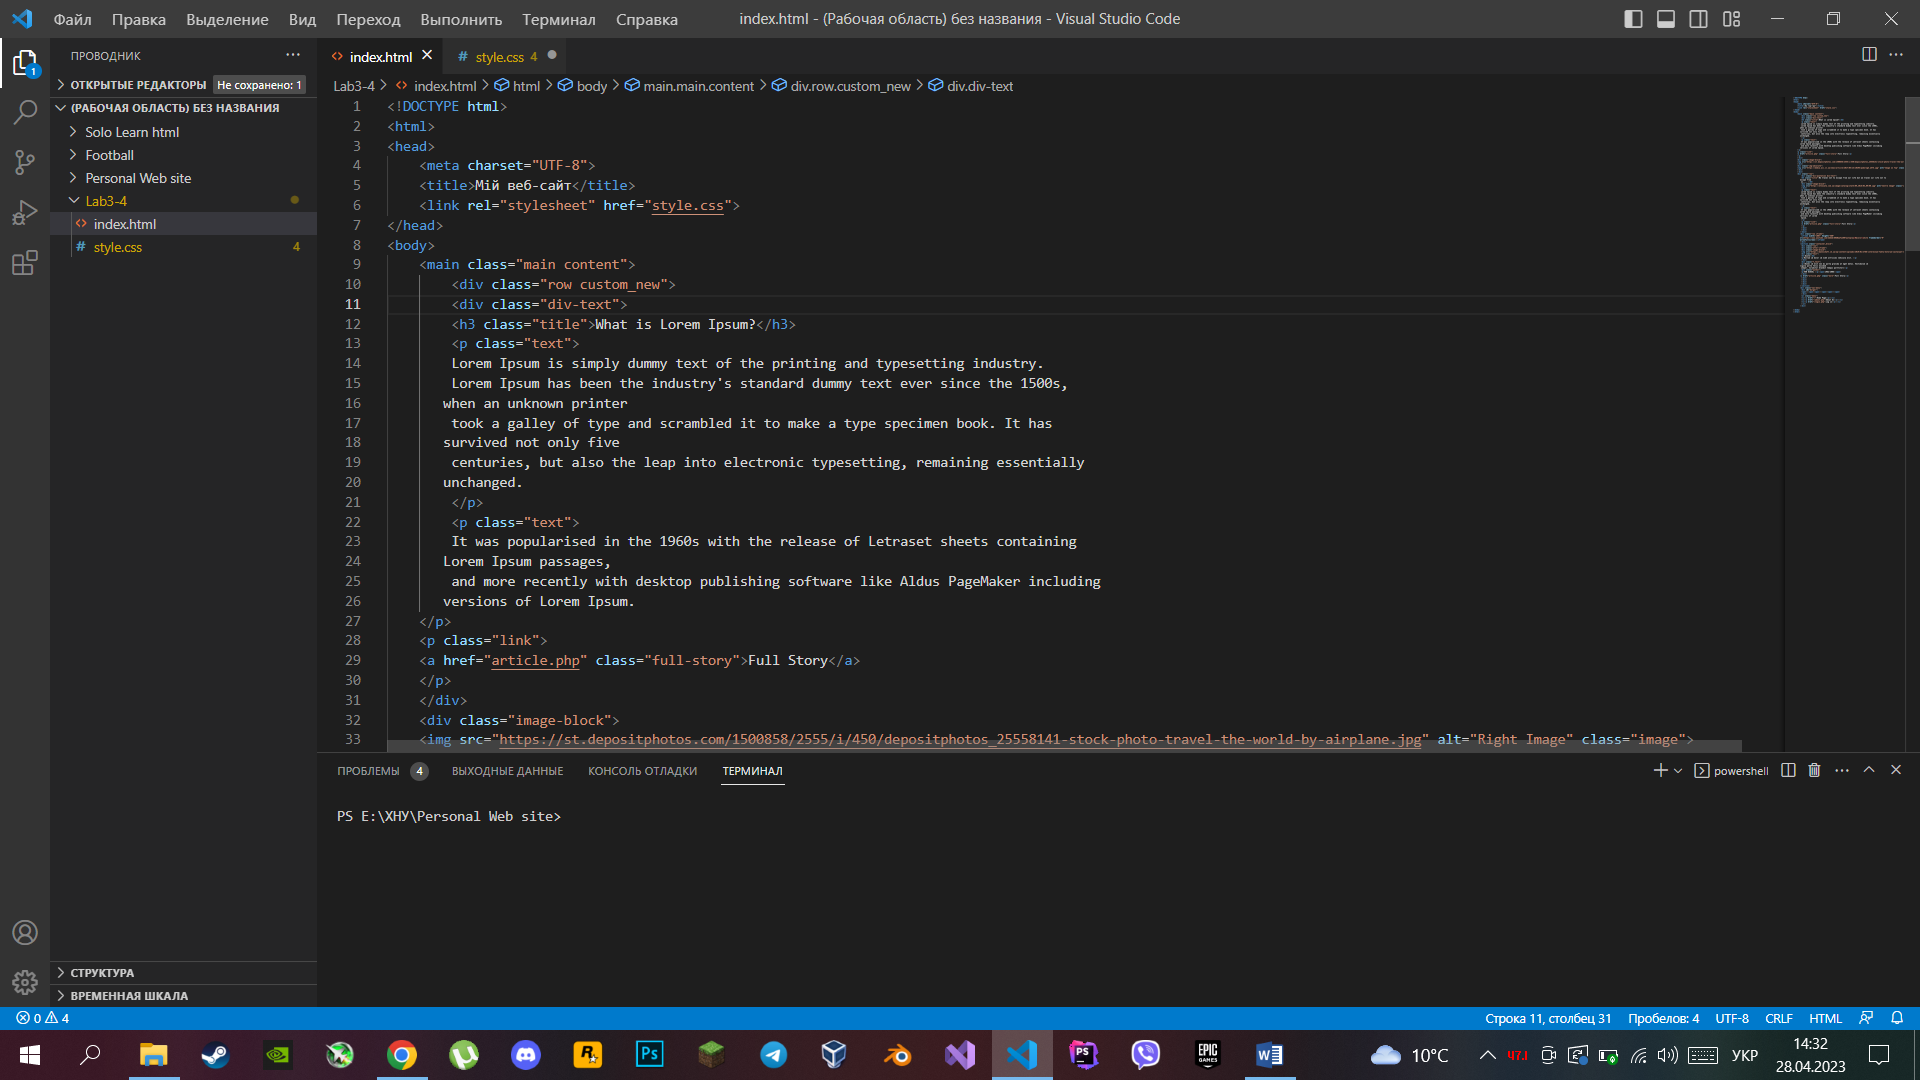 Файл Правка Выделение Вид Переход Выполнить Терминал Справка
index.html - (Рабочая область) без названия - Visual Studio Code
1
ПРОВОДНИК
ОТКРЫТЫЕ РЕДАКТОРЫ Не сохранено: 1
(РАБОЧАЯ ОБЛАСТЬ) БЕЗ НАЗВАНИЯ
Solo Learn html
Football
Personal Web site
Lab3-4
index.html
style.css 4
СТРУКТУРА
ВРЕМЕННАЯ ШКАЛА
index.html
style.css 4
Lab3-4 > index.html > html > body > main.main.content > div.row.custom_new > div.div-text
1 <!DOCTYPE html>
2 <html>
3 <head>
4 <meta charset="UTF-8">
5 <title>Мій веб-сайт</title>
6 <link rel="stylesheet" href="style.css">
7 </head>
8 <body>
9 <main class="main content">
10 <div class="row custom_new">
11 <div class="div-text">
12 <h3 class="title">What is Lorem Ipsum?</h3>
13 <p class="text">
14 Lorem Ipsum is simply dummy text of the printing and typesetting industry.
15 Lorem Ipsum has been the industry's standard dummy text ever since the 1500s,
16 when an unknown printer
17 took a galley of type and scrambled it to make a type specimen book. It has
18 survived not only five
19 centuries, but also the leap into electronic typesetting, remaining essentially
20 unchanged.
21 </p>
22 <p class="text">
23 It was popularised in the 1960s with the release of Letraset sheets containing
24 Lorem Ipsum passages,
25 and more recently with desktop publishing software like Aldus PageMaker including
26 versions of Lorem Ipsum.
27 </p>
28 <p class="link">
29 <a href="article.php" class="full-story">Full Story</a>
30 </p>
31 </div>
32 <div class="image-block">
33 <img src="https://st.depositphotos.com/1500858/2555/i/450/depositphotos_25558141-stock-photo-travel-the-world-by-airplane.jpg" alt="Right Image" class="image">
ПРОБЛЕМЫ 4 ВЫХОДНЫЕ ДАННЫЕ КОНСОЛЬ ОТЛАДКИ ТЕРМИНАЛ
powershell
PS E:\ХНУ\Personal Web site>
0 4
Строка 11, столбец 31 Пробелов: 4 UTF-8 CRLF HTML
10°C
УКР
14:32
28.04.2023
Ps
PS
EPIC GAMES